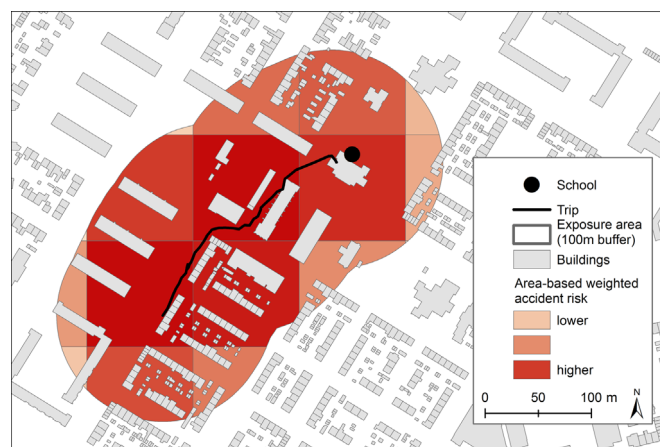 School
Trip
Exposure area
(100m buffer)
Buildings
Area-based weighted
accident risk
lower
higher
0 50 100 m
N